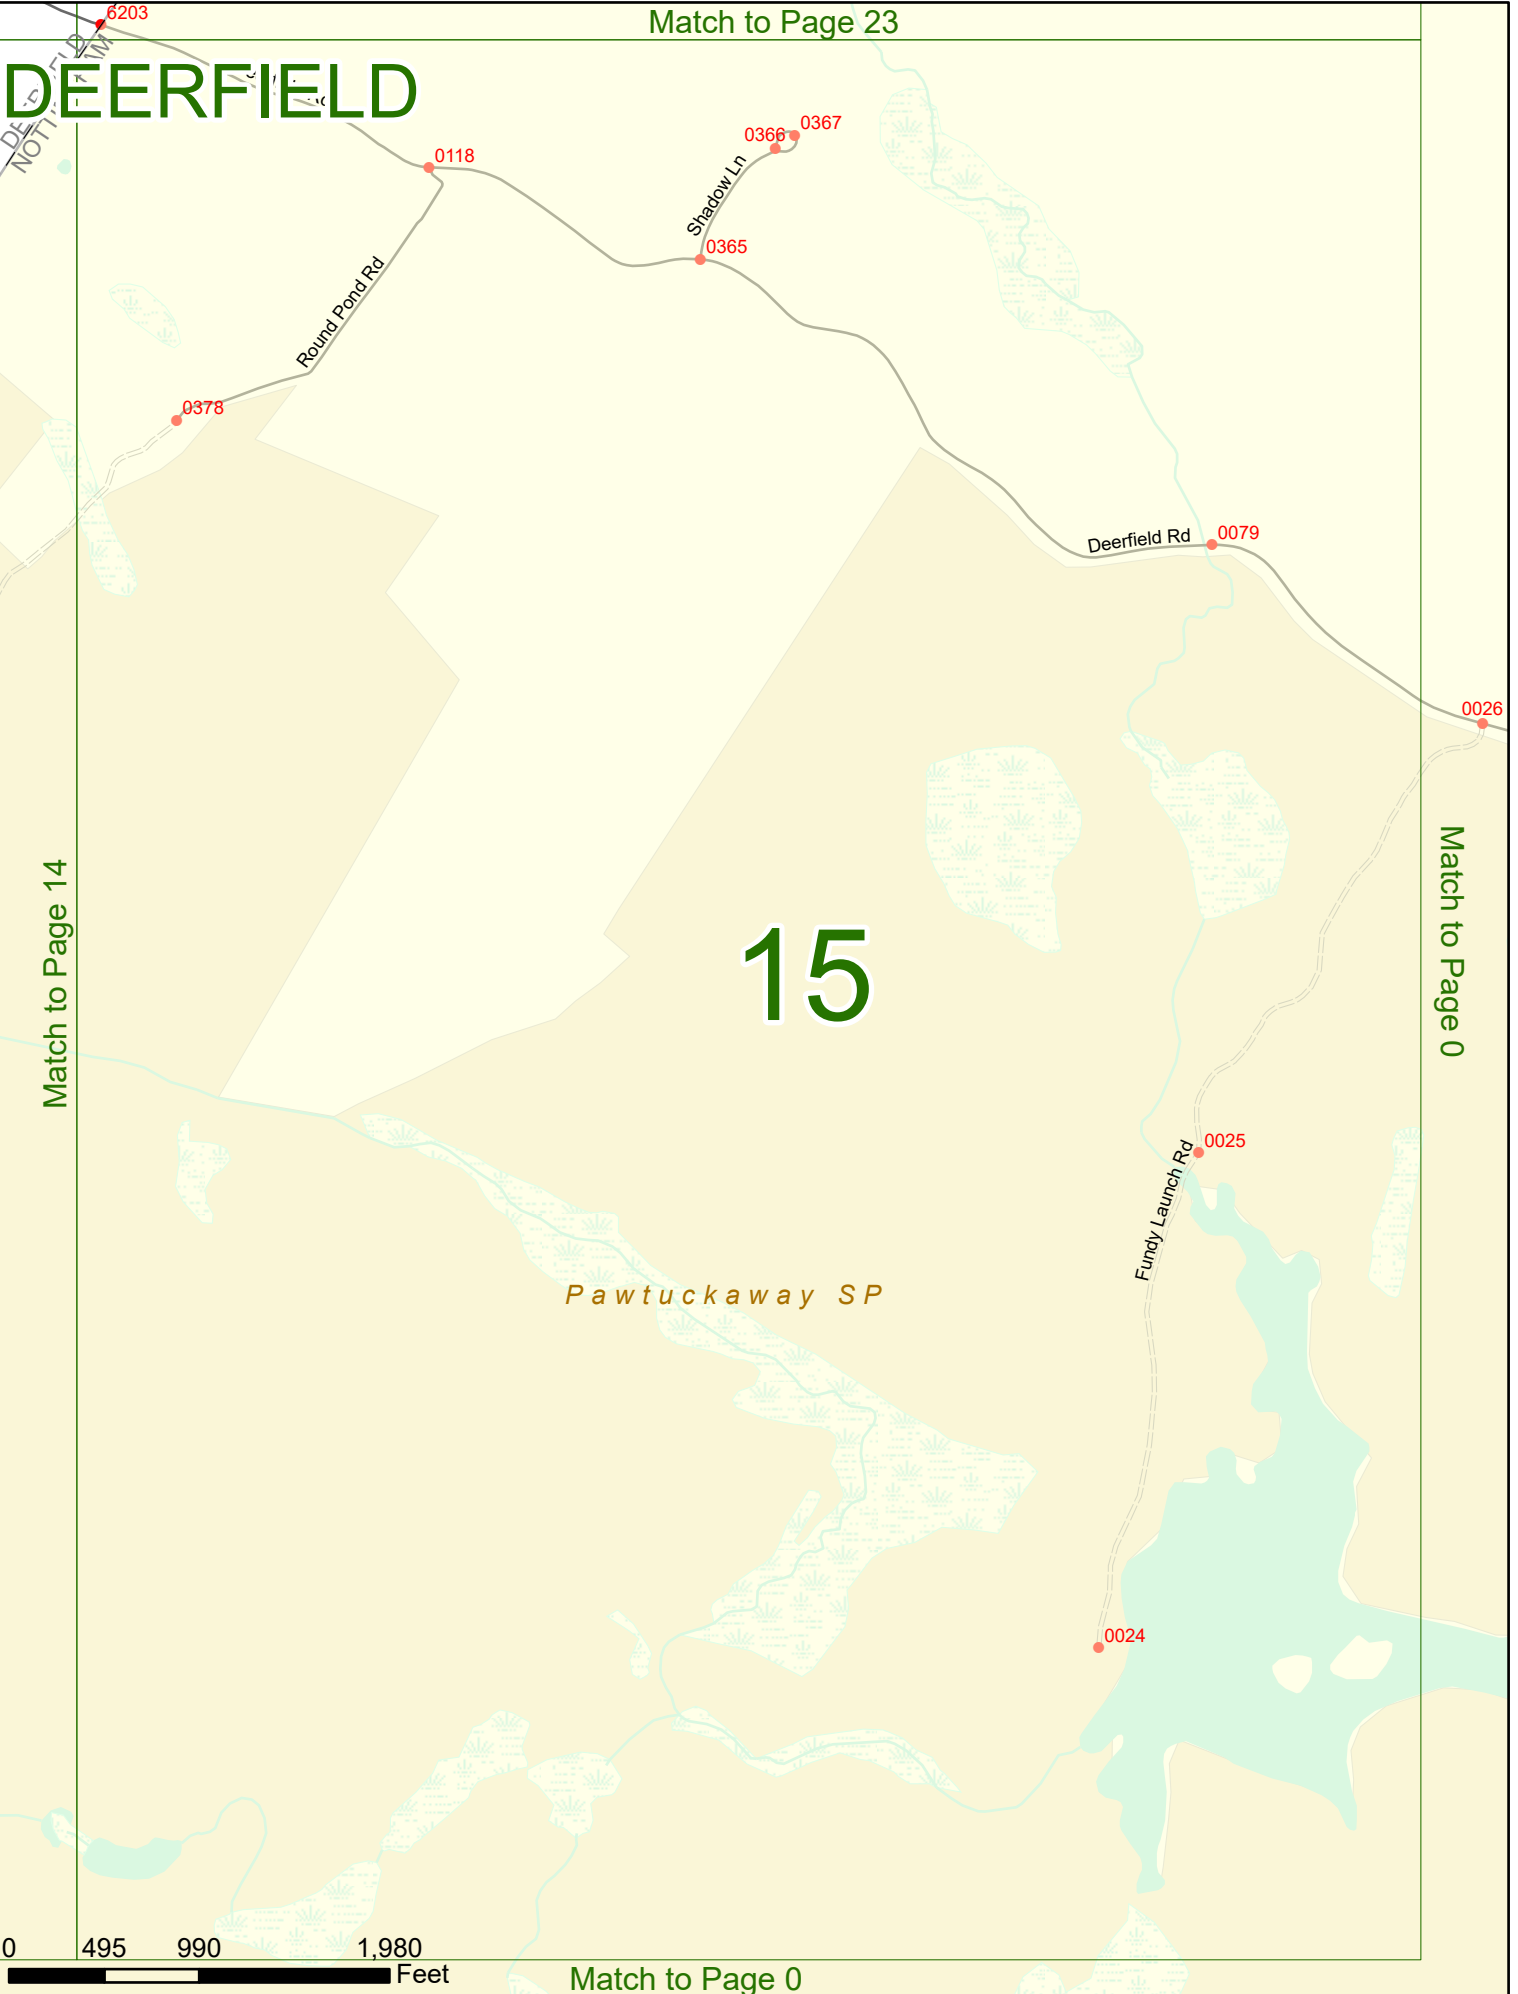 6203
Match to Page 23
DEERFIELD
DEERFIELD
NOTTINGHAM
0367
0366
0118
Shadow Ln
0365
Round Pond Rd
0378
Deerfield Rd
0079
0026
Match to Page 14
Match to Page 0
15
0025
Fundy Launch Rd
Pawtuckaway SP
0024
0 495 990 1,980
Feet
Match to Page 0